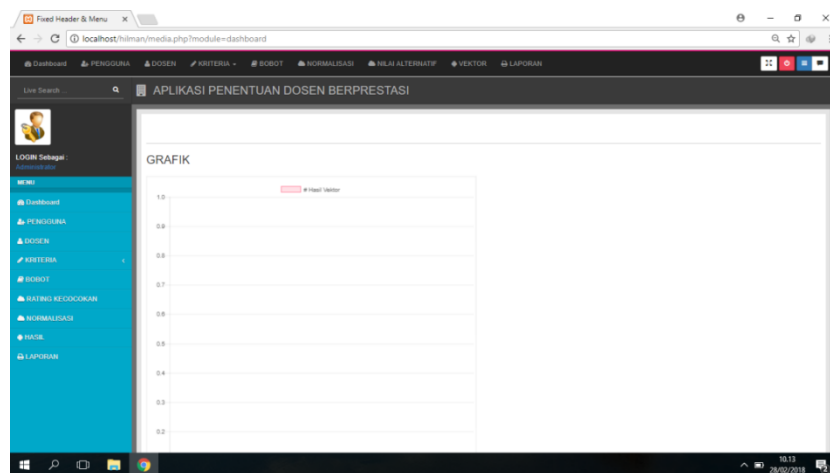 Fixed Header & Menu
localhost/hilman/media.php?module=dashboard
Dashboard PENGGUNA DOSEN KRITERIA BOBOT NORMALISASI NILAI ALTERNATIF VEKTOR LAPORAN
Live Search ...
APLIKASI PENENTUAN DOSEN BERPRESTASI
LOGIN Sebagai :
Administrator
MENU
Dashboard
PENGGUNA
DOSEN
KRITERIA
BOBOT
RATING KECOCOKAN
NORMALISASI
HASIL
LAPORAN
GRAFIK
# Hasil Vektor
1.0
0.9
0.8
0.7
0.6
0.5
0.4
0.3
0.2
10.13
28/02/2018